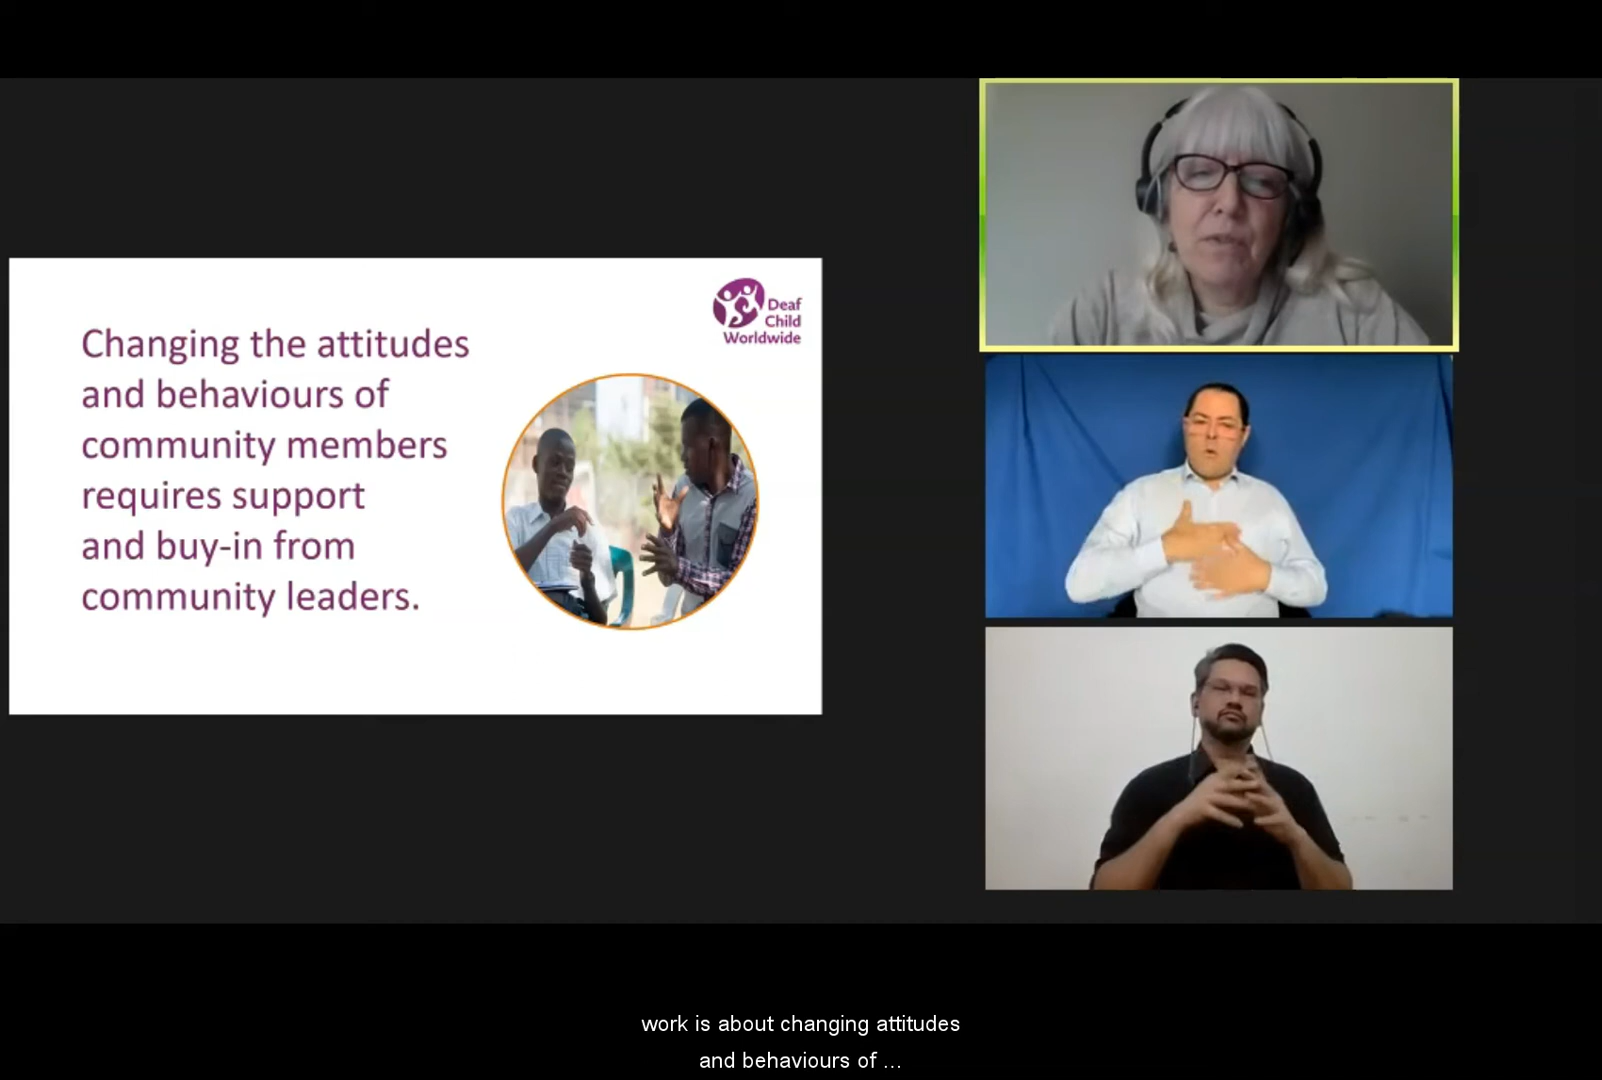 Changing the attitudes
and behaviours of
community members
requires support
and buy-in from
community leaders.
Deaf
Child
Worldwide
work is about changing attitudes
and behaviours of ...